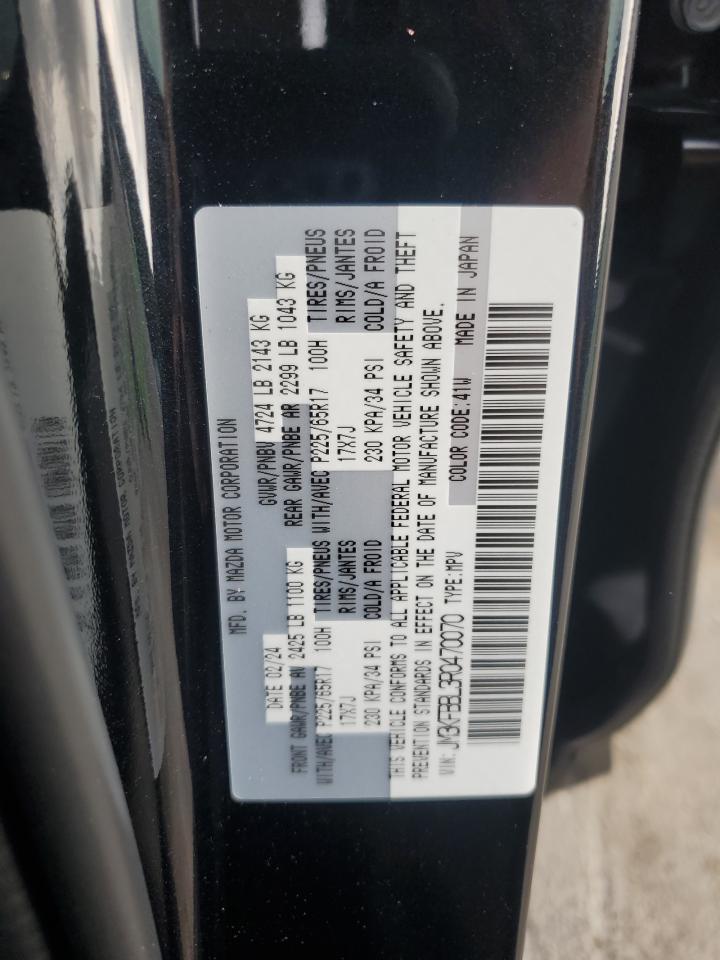 MFD. BY MAZDA MOTOR CORPORATION
DATE 02/24 GVWR/PNBV 4724 LB 2143 KG
FRONT GAWR/PNBE AV 2425 LB 1100 KG REAR GAWR/PNBE AR 2299 LB 1043 KG
WITH/AVEC P225/65R17 100H TIRES/PNEUS WITH/AVEC P225/65R17 100H TIRES/PNEUS
17X7J RIMS/JANTES 17X7J RIMS/JANTES
230 KPA/34 PSI COLD/A FROID 230 KPA/34 PSI COLD/A FROID
THIS VEHICLE CONFORMS TO ALL APPLICABLE FEDERAL MOTOR VEHICLE SAFETY AND THEFT
PREVENTION STANDARDS IN EFFECT ON THE DATE OF MANUFACTURE SHOWN ABOVE.
VIN: JM3KFBBL3R0470070 TYPE:MPV COLOR CODE:41W MADE IN JAPAN